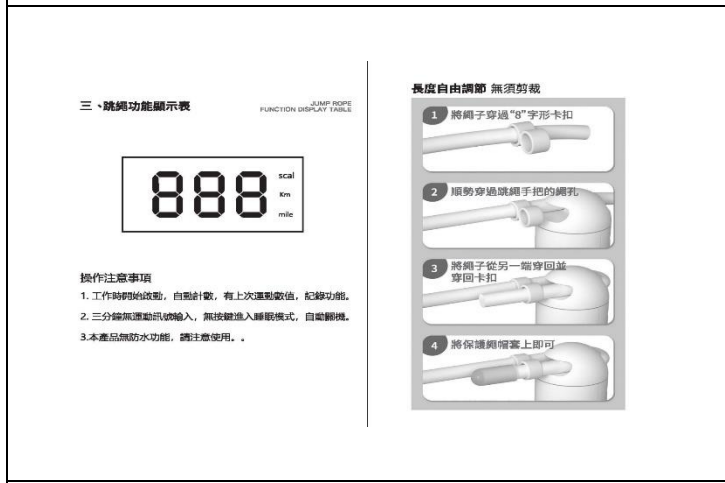 三、跳繩功能顯示表
JUMP ROPE
FUNCTION DISPLAY TABLE
888
scal
Km
mile
操作注意事項
1. 工作時開始啟動，自動計數，有上次運動數值，記錄功能。
2. 三分鐘無運動訊號輸入，無按鍵進入睡眠模式，自動關機。
3.本產品無防水功能，請注意使用。。
長度自由調節 無須剪裁
1 將繩子穿過“8”字形卡扣
2 順勢穿過跳繩手把的繩孔
3 將繩子從另一端穿回並
穿回卡扣
4 將保護繩帽套上即可